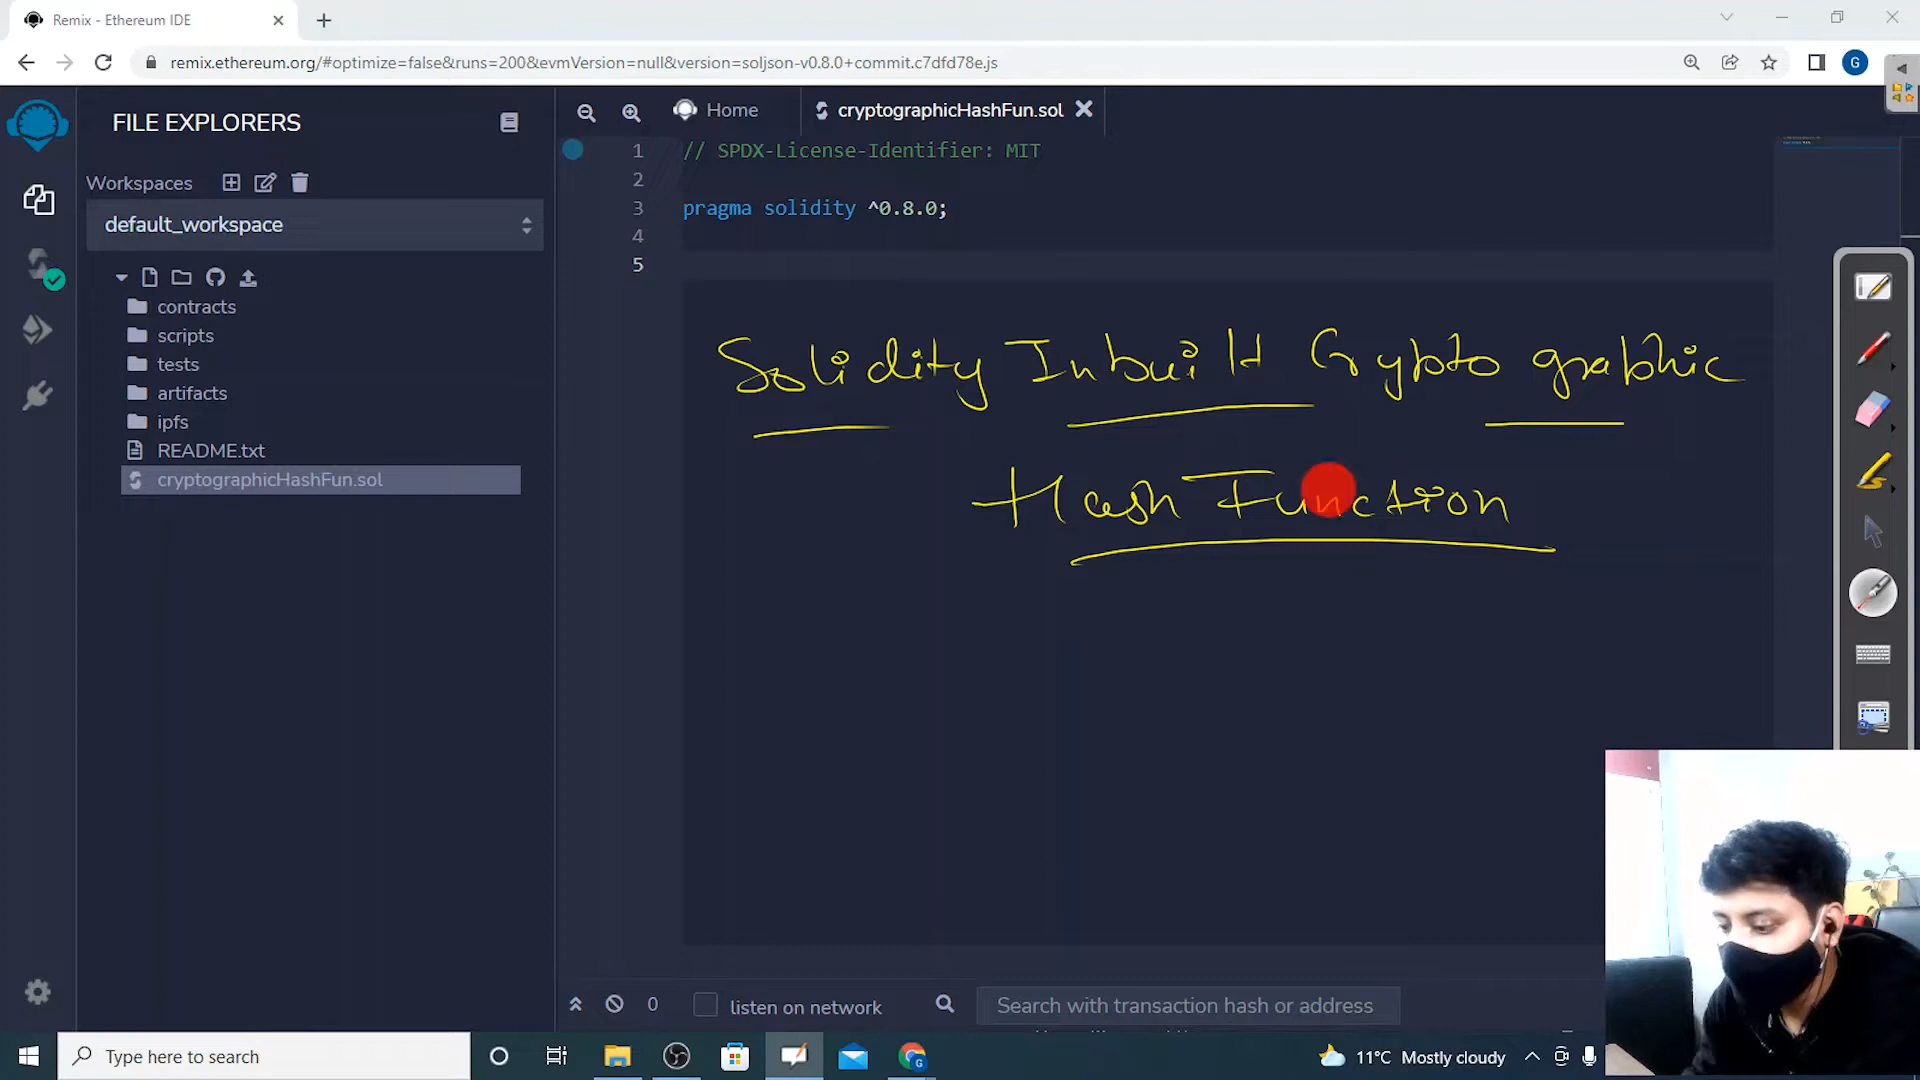 Remix - Ethereum IDE
remix.ethereum.org/#optimize=false&runs=200&evmVersion=null&version=soljson-v0.8.0+commit.c7dfd78e.js
G
FILE EXPLORERS
Workspaces
default_workspace
contracts
scripts
tests
artifacts
ipfs
README.txt
cryptographicHashFun.sol
Home
cryptographicHashFun.sol
1 // SPDX-License-Identifier: MIT
2
3 pragma solidity ^0.8.0;
4
5
Solidity Inbuild Cryptographic
Hash Function
0 listen on network
Search with transaction hash or address
Type here to search
11°C Mostly cloudy